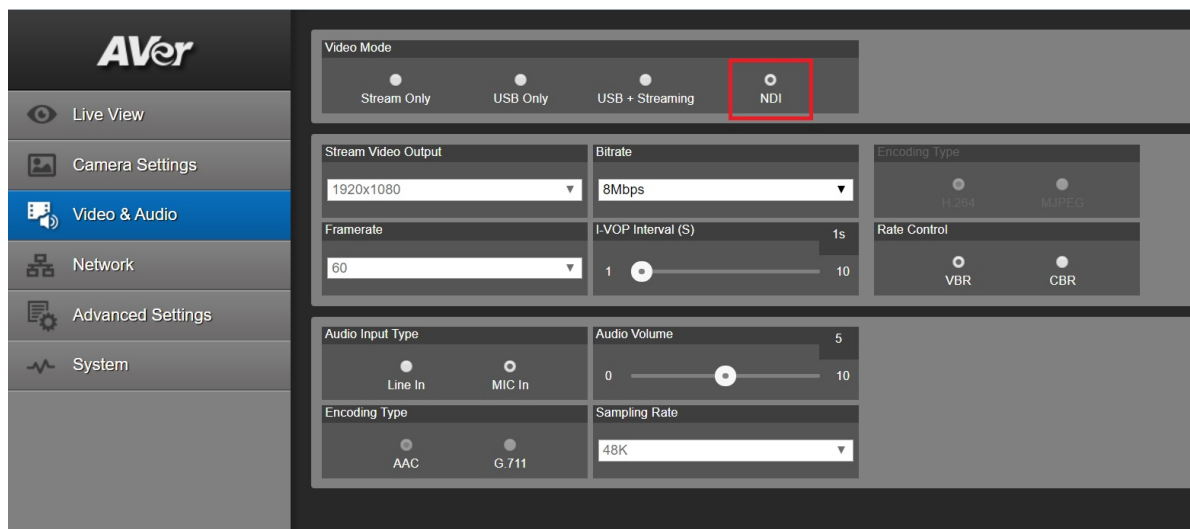 AVer
Live View
Camera Settings
Video & Audio
Network
Advanced Settings
System
Video Mode
Stream Only USB Only USB + Streaming NDI
Stream Video Output Bitrate Encoding Type
1920x1080 8Mbps
H.264 MJPEG
Framerate I-VOP Interval (S) 1s Rate Control
60 1 10
VBR CBR
Audio Input Type Audio Volume 5
Line In MIC In 0 10
Encoding Type Sampling Rate
AAC G.711 48K